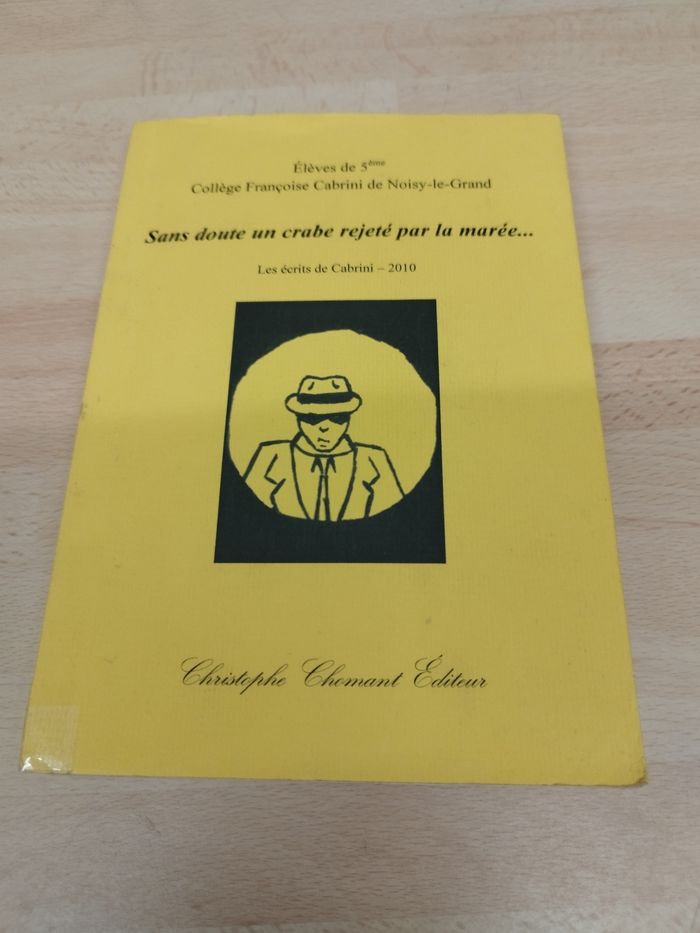 Élèves de 5ème
Collège Françoise Cabrini de Noisy-le-Grand
Sans doute un crabe rejeté par la marée...
Les écrits de Cabrini – 2010
Christophe Chomant Éditeur